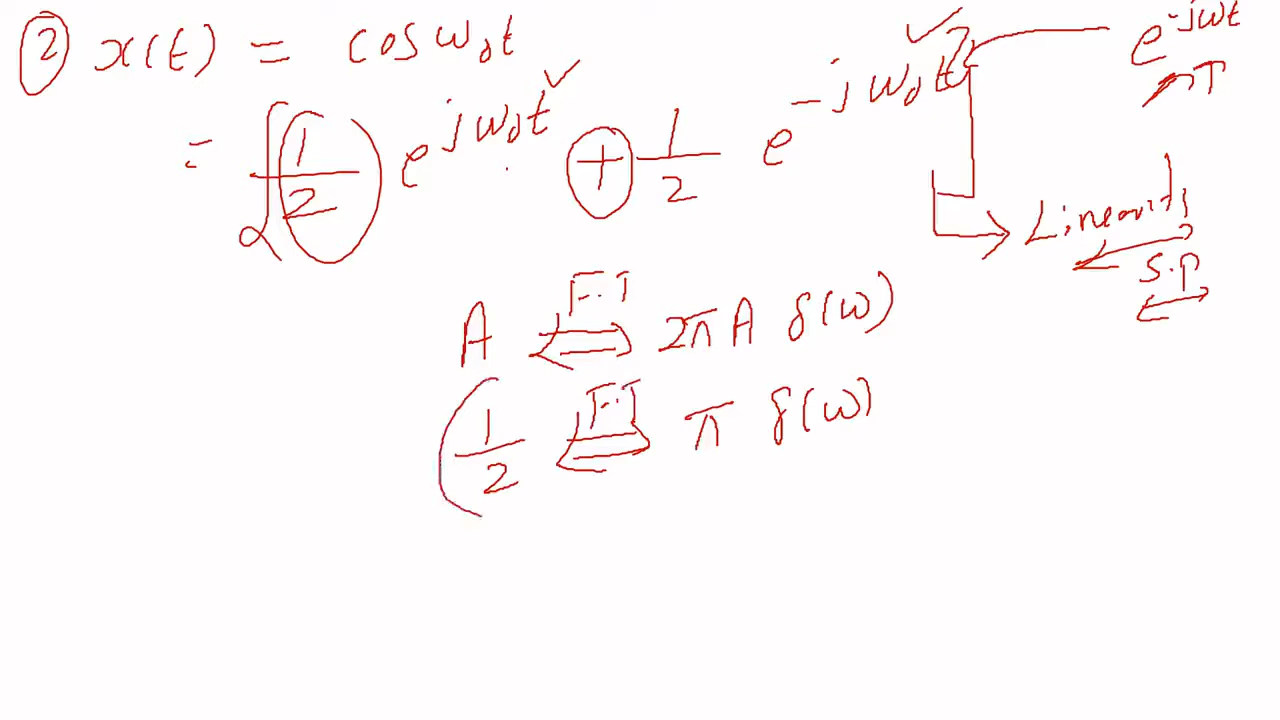 ② x(t) = cos ω₀t
= 1/2 e^{jω₀t} + 1/2 e^{-jω₀t}
e^{-jωt}
Linearity
S.P
A ⟺ F.T 2πA δ(ω)
1/2 ⟺ F.T π δ(ω)